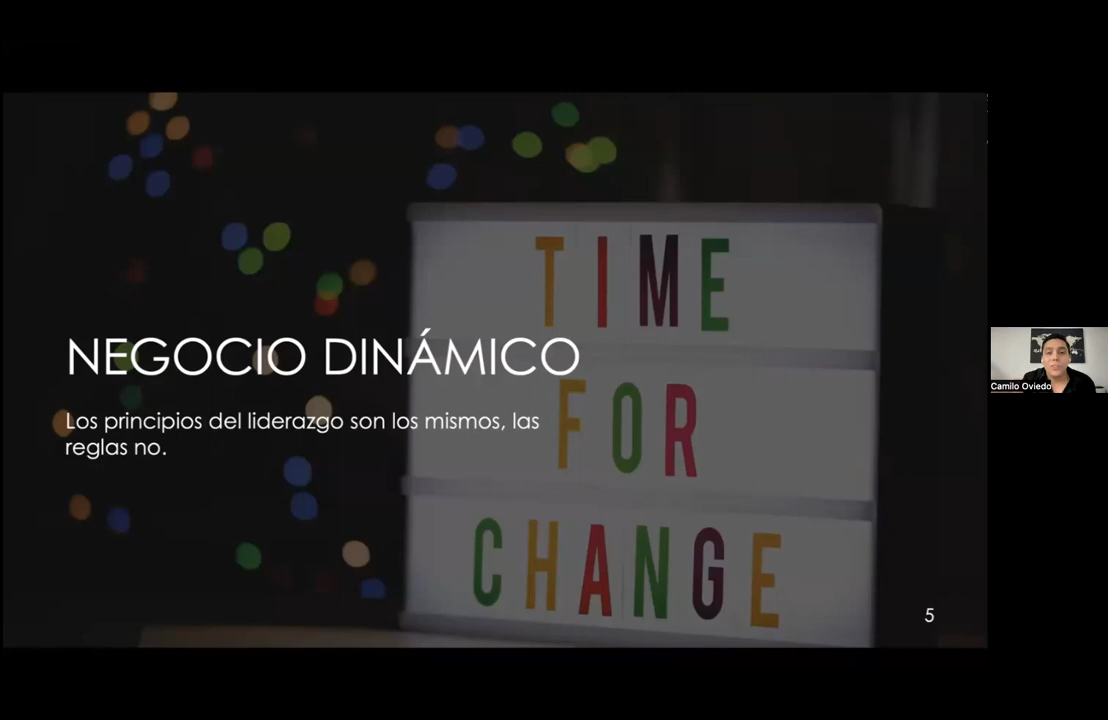 TIME
NEGOCIO DINÁMICO
FOR
Los principios del liderazgo son los mismos, las
reglas no.
CHANGE
5
Camilo Oviedo